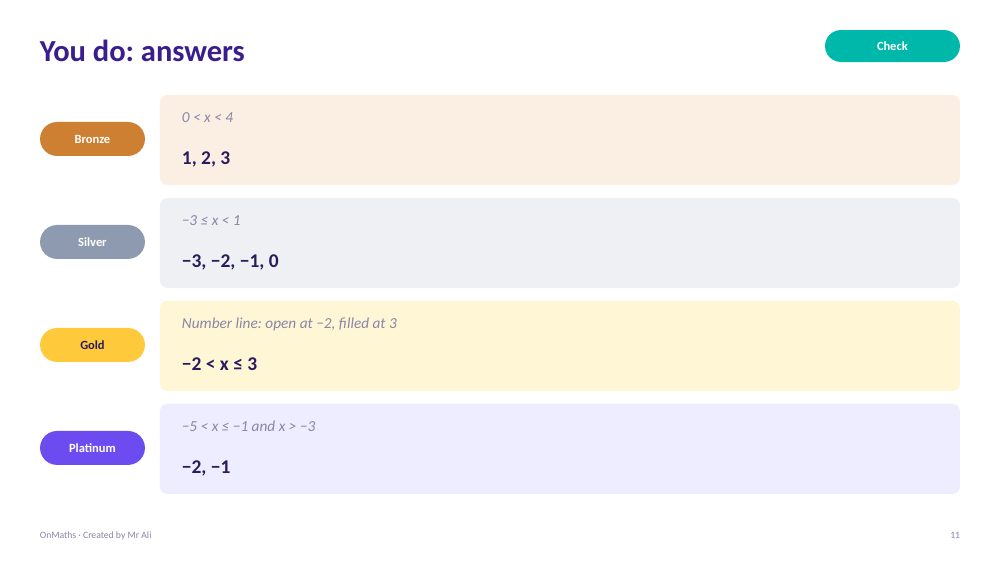 You do: answers
Check
Bronze
0 < x < 4
1, 2, 3
Silver
−3 ≤ x < 1
−3, −2, −1, 0
Gold
Number line: open at −2, filled at 3
−2 < x ≤ 3
Platinum
−5 < x ≤ −1 and x > −3
−2, −1
OnMaths · Created by Mr Ali
11